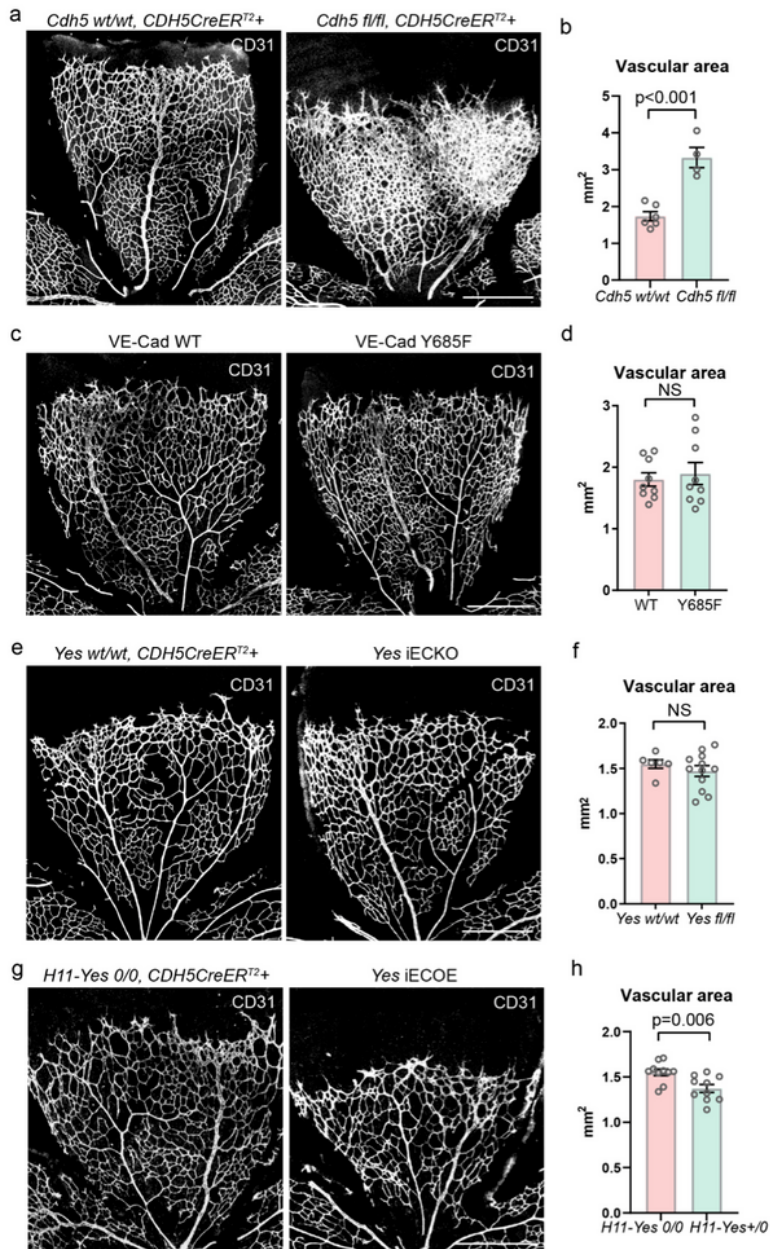 a
Cdh5 wt/wt, CDH5CreERT2+
Cdh5 fl/fl, CDH5CreERT2+
CD31
CD31
b
Vascular area
p<0.001
5
4
3
2
1
0
mm2
Cdh5 wt/wt Cdh5 fl/fl
c
VE-Cad WT
VE-Cad Y685F
CD31
CD31
d
Vascular area
NS
3
2
1
0
mm2
WT Y685F
e
Yes wt/wt, CDH5CreERT2+
Yes iECKO
CD31
CD31
f
Vascular area
NS
2.0
1.5
1.0
0.5
0.0
mm2
Yes wt/wt Yes fl/fl
g
H11-Yes 0/0, CDH5CreERT2+
Yes iECOE
CD31
CD31
h
Vascular area
p=0.006
2.0
1.5
1.0
0.5
0.0
mm2
H11-Yes 0/0 H11-Yes+/0